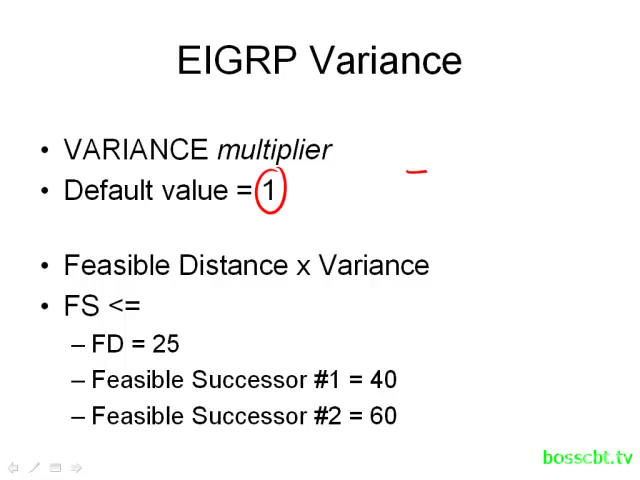 EIGRP Variance
• VARIANCE multiplier
• Default value = 1
• Feasible Distance x Variance
• FS <=
– FD = 25
– Feasible Successor #1 = 40
– Feasible Successor #2 = 60
bosscbt.tv